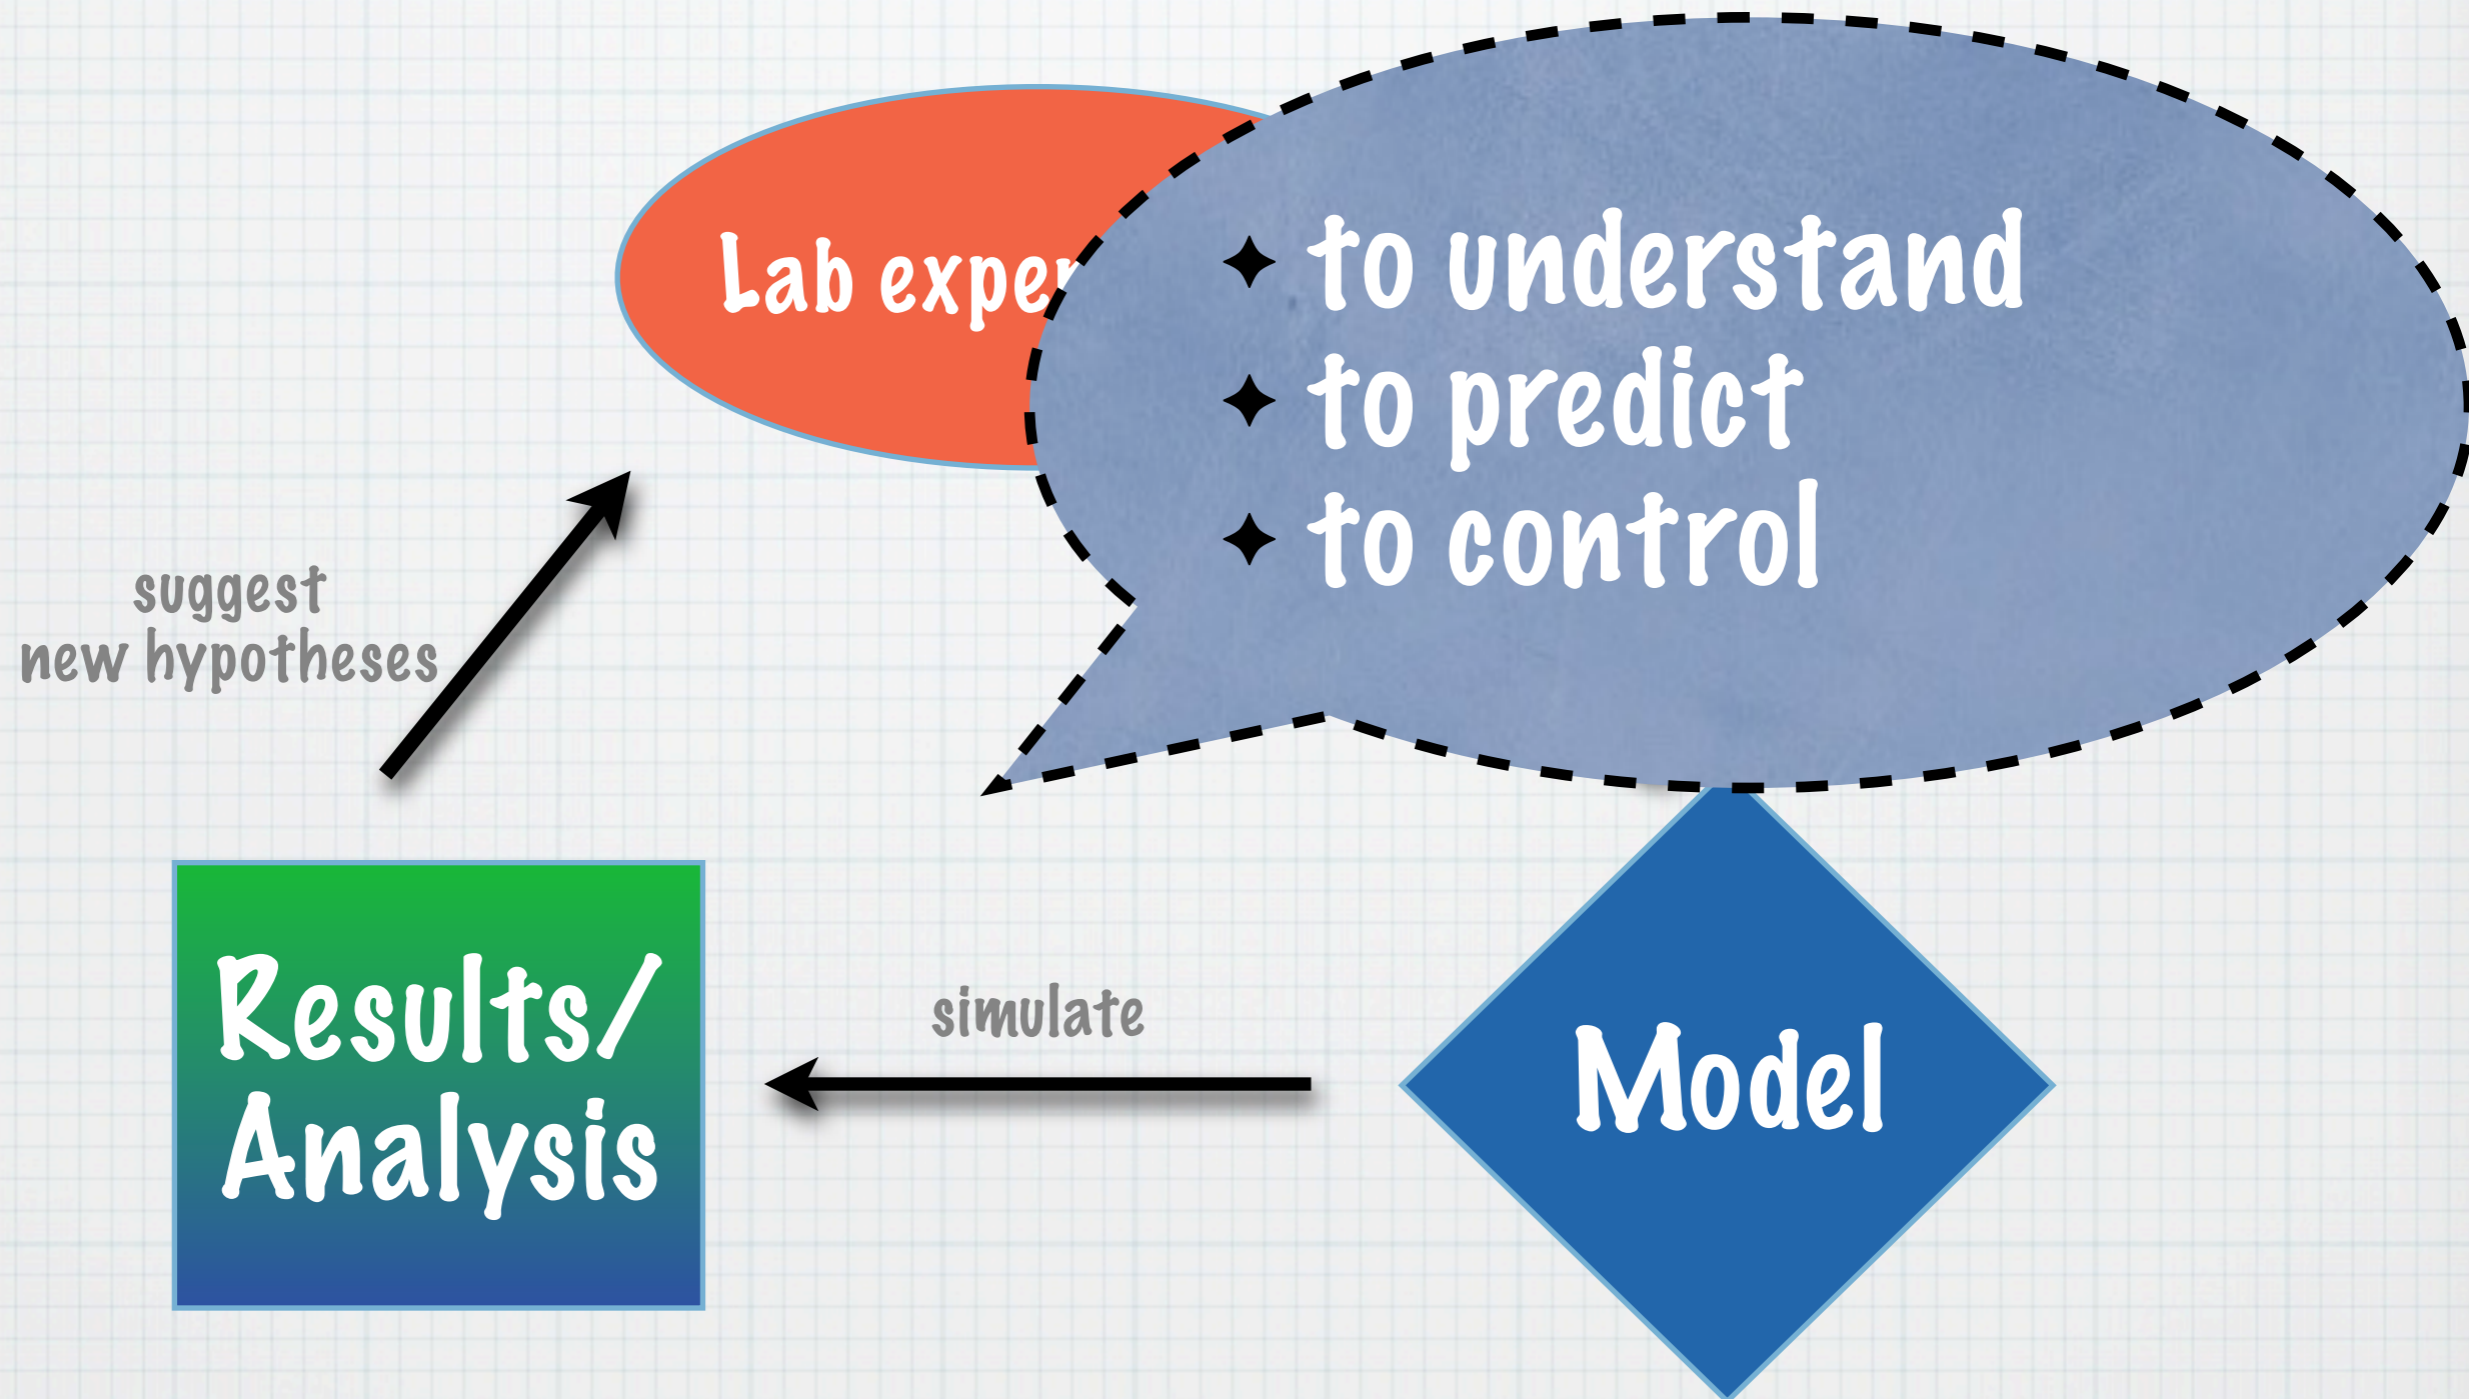 Lab exper
✦ to understand
✦ to predict
✦ to control
suggest
new hypotheses
Results/
Analysis
simulate
Model